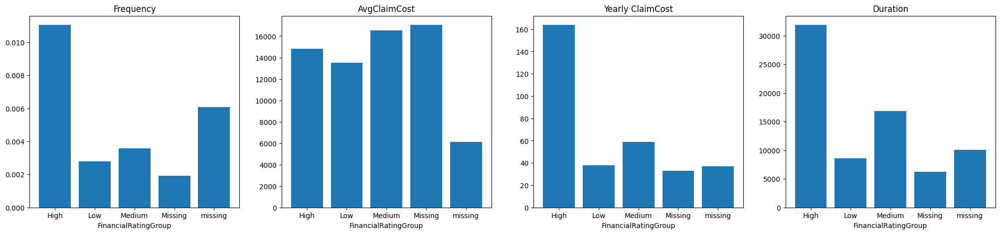 Frequency
0.010
0.008
0.006
0.004
0.002
0.000
High Low Medium Missing missing
FinancialRatingGroup
AvgClaimCost
16000
14000
12000
10000
8000
6000
4000
2000
0
High Low Medium Missing missing
FinancialRatingGroup
Yearly ClaimCost
160
140
120
100
80
60
40
20
0
High Low Medium Missing missing
FinancialRatingGroup
Duration
30000
25000
20000
15000
10000
5000
0
High Low Medium Missing missing
FinancialRatingGroup